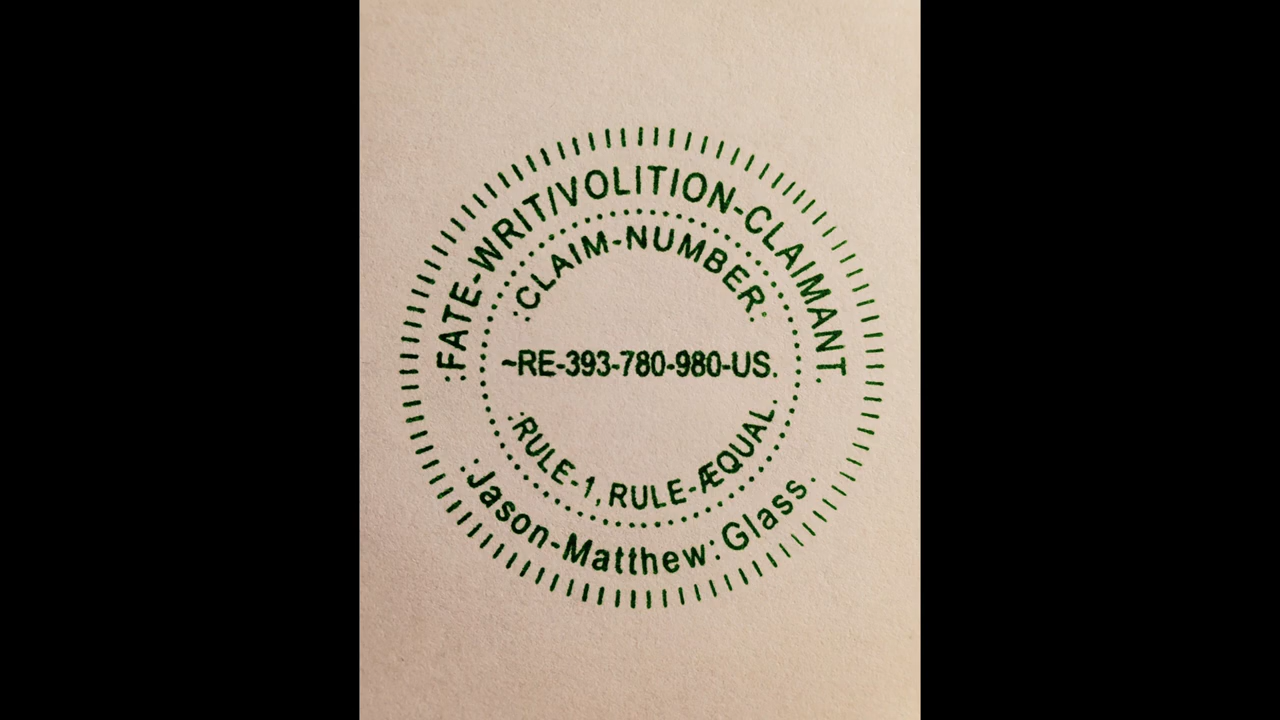 :FATE-WRIT/VOLITION-CLAIMANT.
:CLAIM-NUMBER:
~RE-393-780-980-US.
:RULE-1, RULE-ÆQUAL.
:Jason-Matthew: Glass.